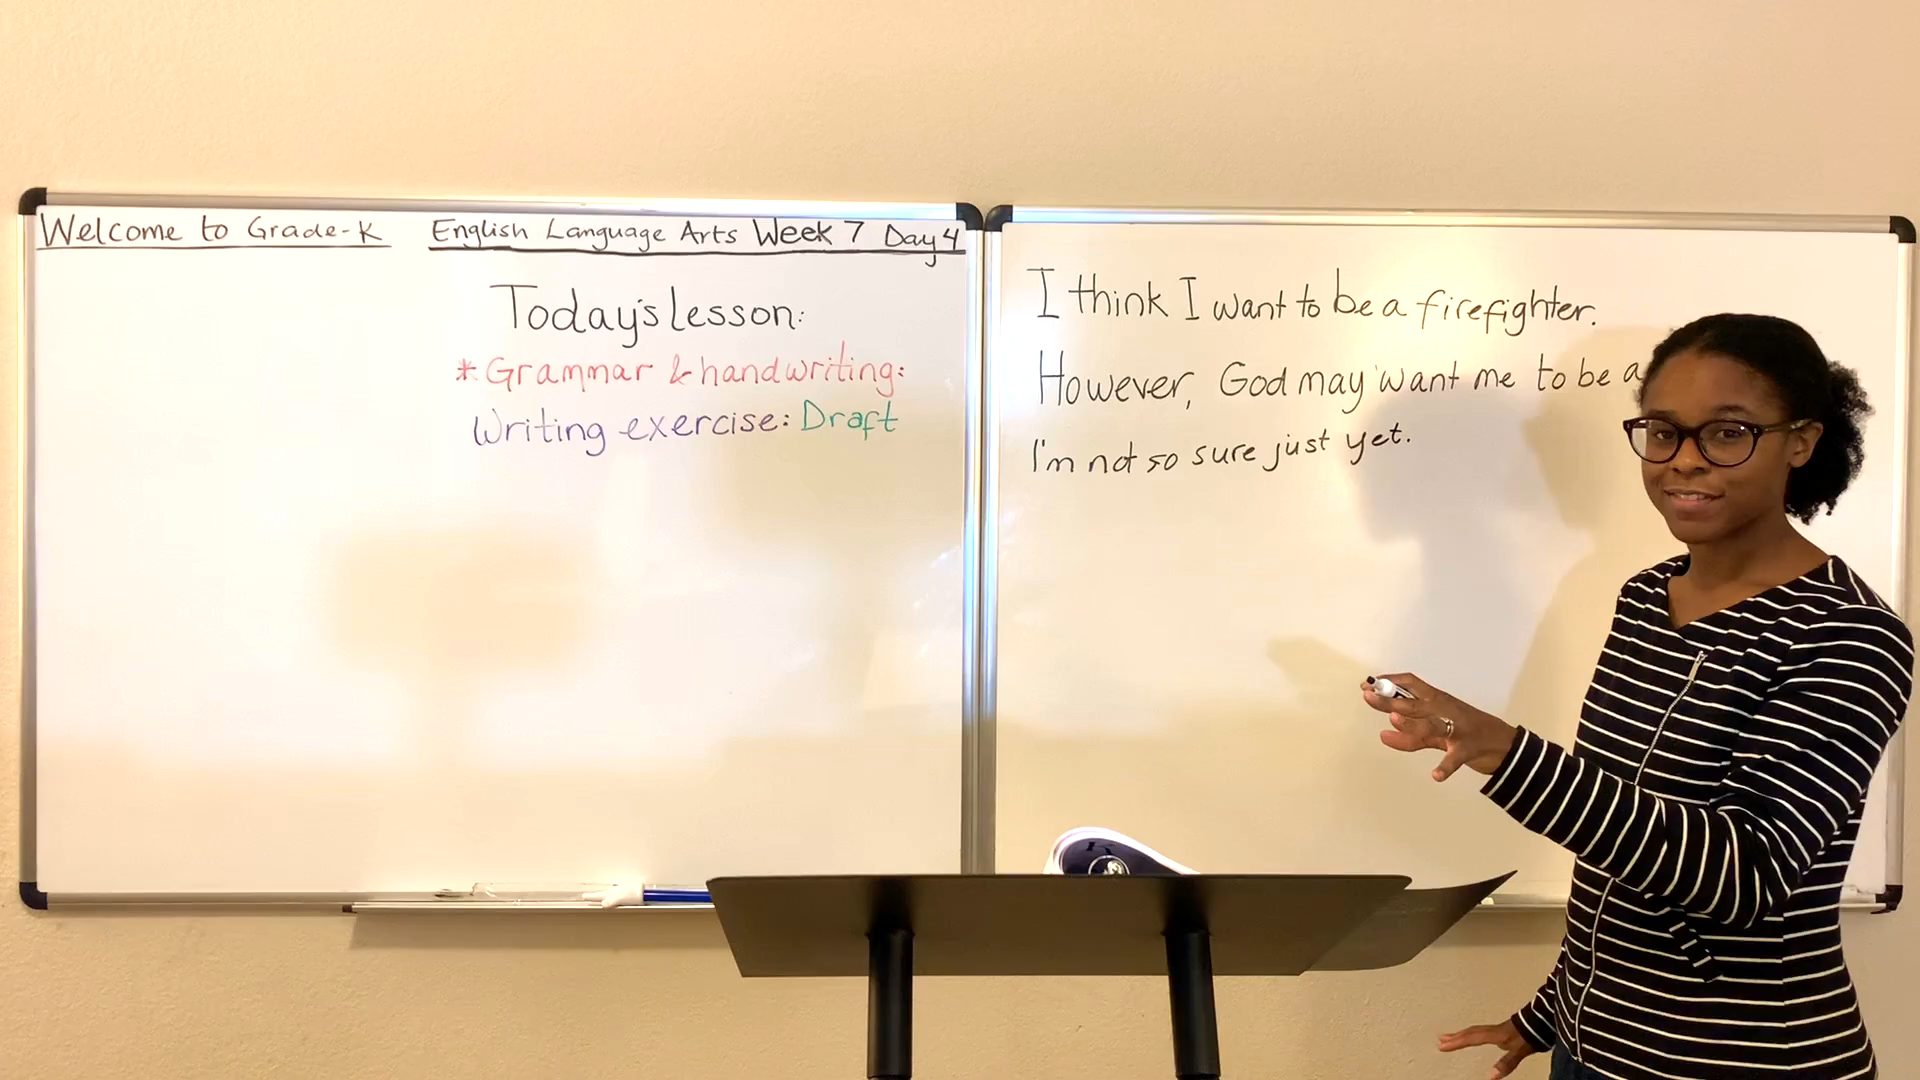 Welcome to Grade-K English Language Arts Week 7 Day 4
Today's lesson:
*Grammar & handwriting:
Writing exercise: Draft
I think I want to be a firefighter.
However, God may want me to be a
I'm not so sure just yet.
K